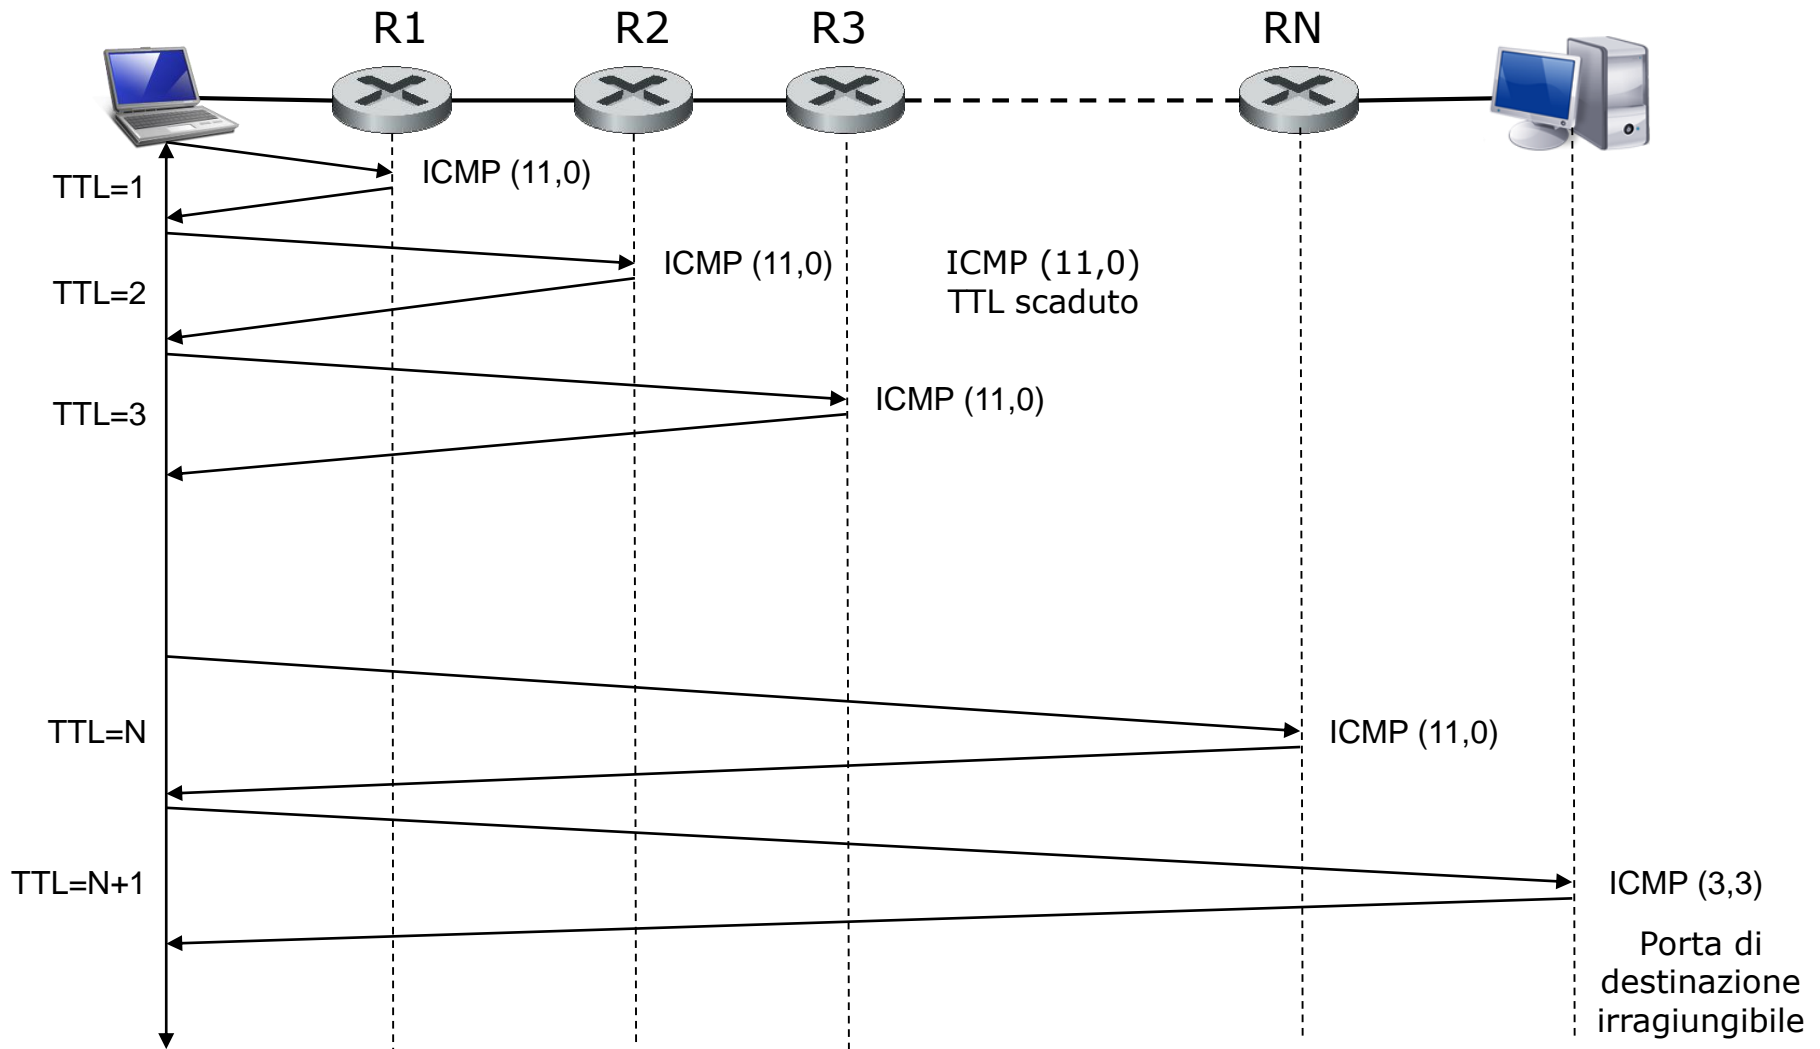 R1
R2
R3
RN
TTL=1
ICMP (11,0)
TTL=2
ICMP (11,0)
ICMP (11,0)
TTL scaduto
TTL=3
ICMP (11,0)
TTL=N
ICMP (11,0)
TTL=N+1
ICMP (3,3)
Porta di
destinazione
irragiungibile